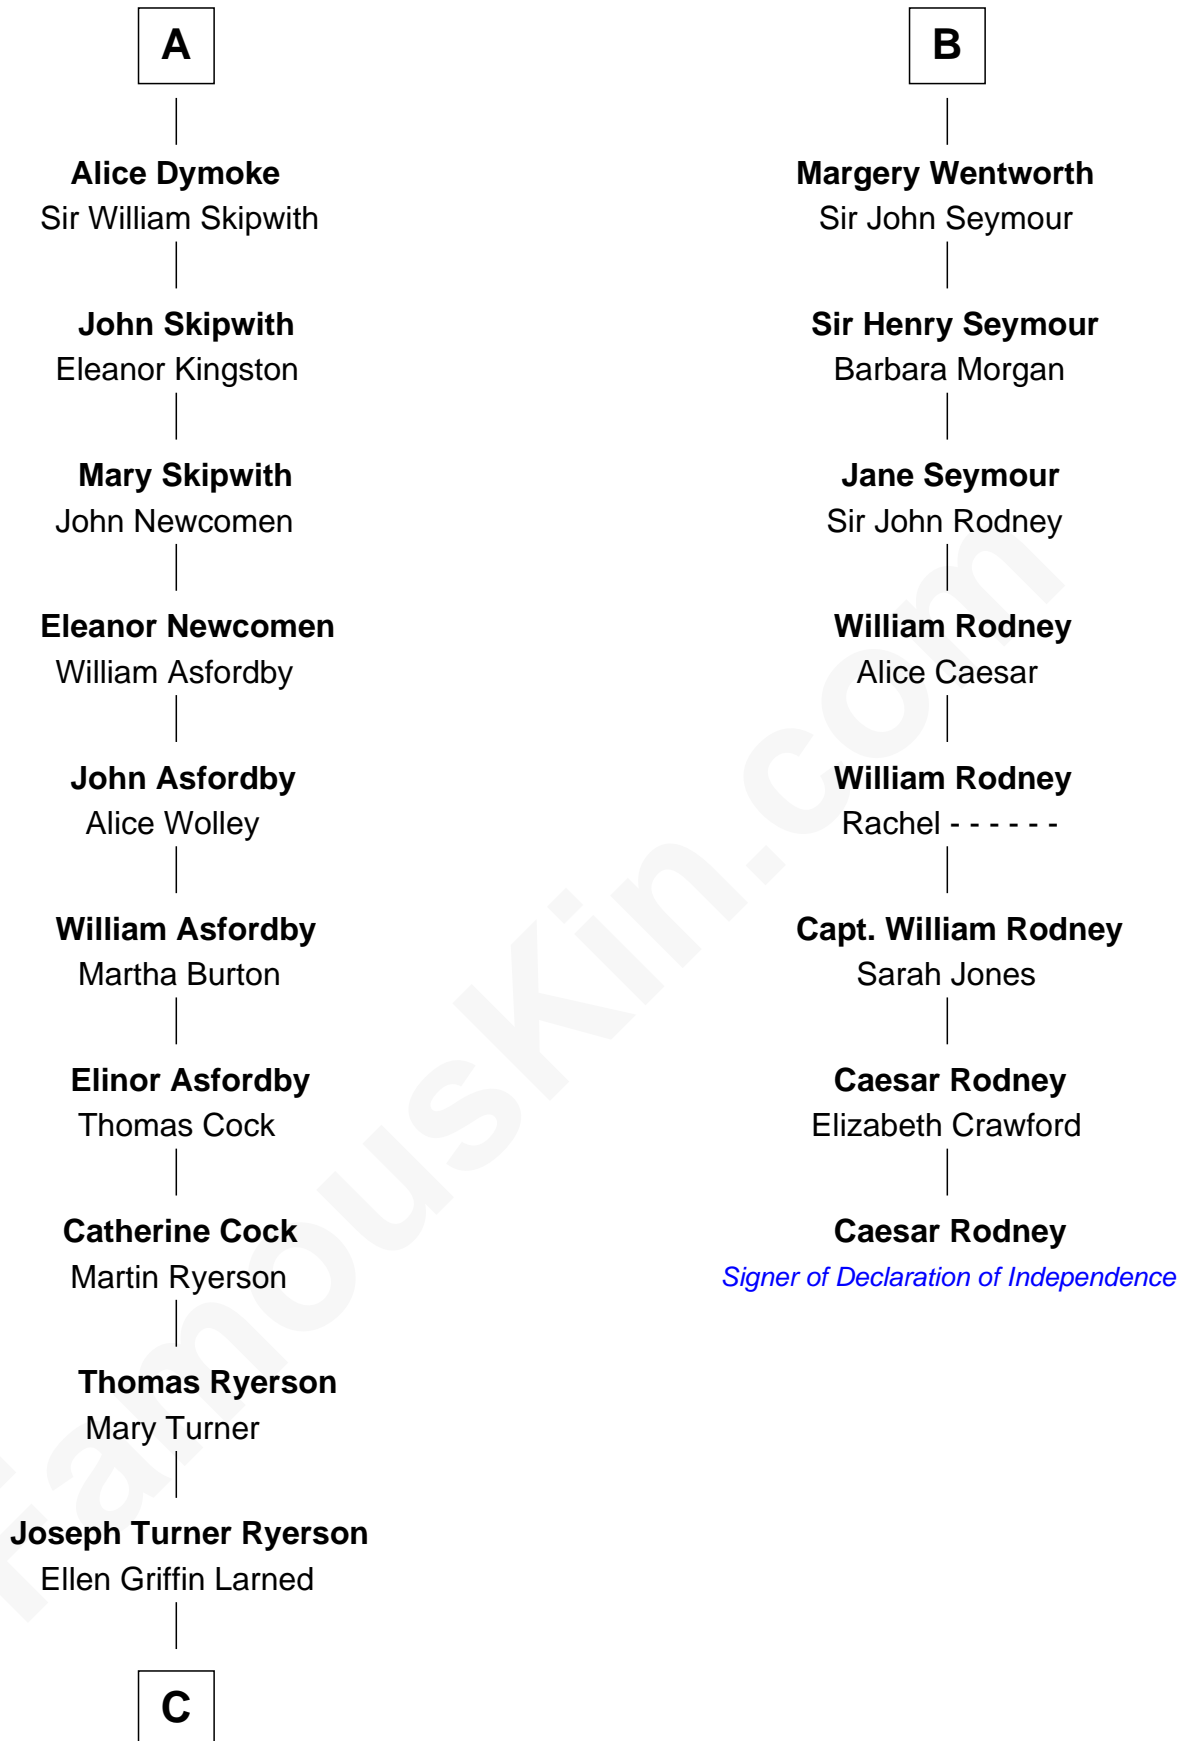 A
Alice Dymoke
Sir William Skipwith
John Skipwith
Eleanor Kingston
Mary Skipwith
John Newcomen
Eleanor Newcomen
William Asfordby
John Asfordby
Alice Wolley
William Asfordby
Martha Burton
Elinor Asfordby
Thomas Cock
Catherine Cock
Martin Ryerson
Thomas Ryerson
Mary Turner
Joseph Turner Ryerson
Ellen Griffin Larned
C
B
Margery Wentworth
Sir John Seymour
Sir Henry Seymour
Barbara Morgan
Jane Seymour
Sir John Rodney
William Rodney
Alice Caesar
William Rodney
Rachel - - - - - -
Capt. William Rodney
Sarah Jones
Caesar Rodney
Elizabeth Crawford
Caesar Rodney
Signer of Declaration of Independence
FamousKin.com